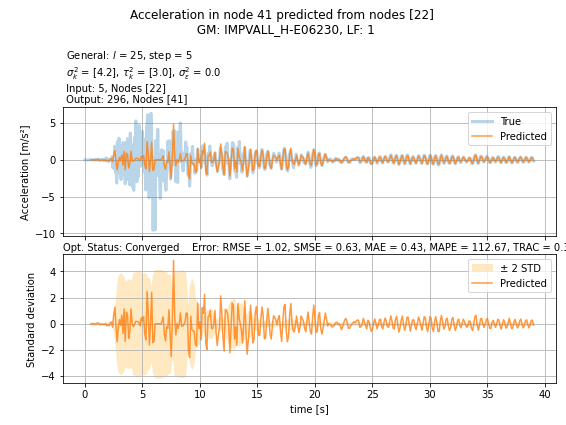 Acceleration in node 41 predicted from nodes [22]
GM: IMPVALL_H-E06230, LF: 1
General: l = 25, step = 5
σ²ₖ = [4.2], τ²ₖ = [3.0], σ²ε = 0.0
Input: 5, Nodes [22]
Output: 296, Nodes [41]
Acceleration [m/s²]
5
0
−5
−10
True
Predicted
Opt. Status: Converged Error: RMSE = 1.02, SMSE = 0.63, MAE = 0.43, MAPE = 112.67, TRAC = 0.3
Standard deviation
4
2
0
−2
−4
± 2 STD
Predicted
0 5 10 15 20 25 30 35 40
time [s]